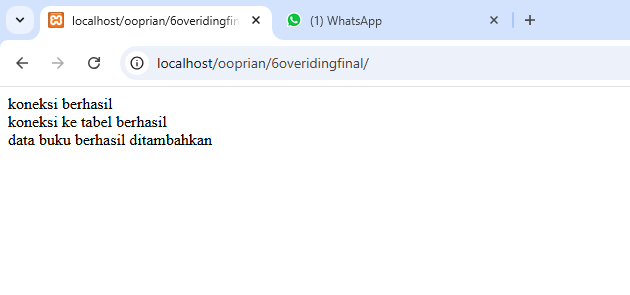 localhost/ooprian/6overidingfin
(1) WhatsApp
localhost/ooprian/6overidingfinal/
koneksi berhasil
koneksi ke tabel berhasil
data buku berhasil ditambahkan